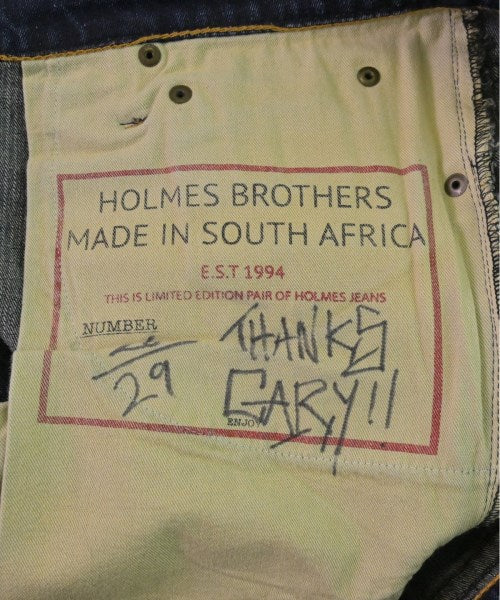 HOLMES BROTHERS
MADE IN SOUTH AFRICA
E.S.T 1994
THIS IS LIMITED EDITION PAIR OF HOLMES JEANS
NUMBER
29
THANKS
GARY!!
ENJOY